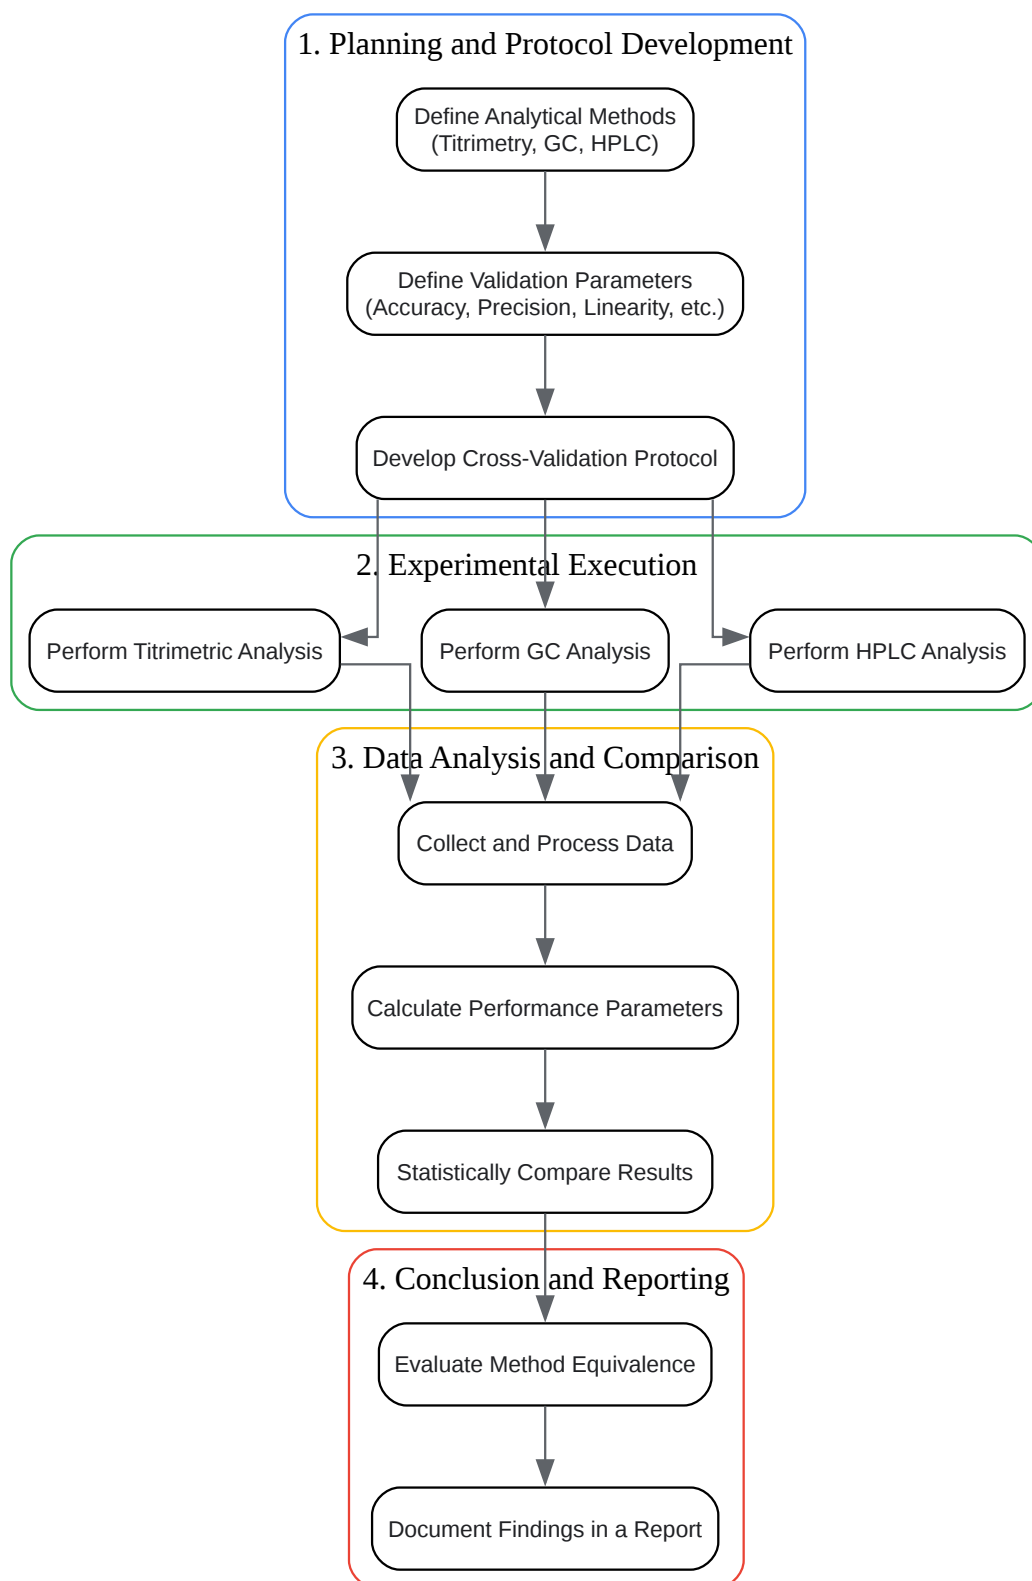 1. Planning and Protocol Development
Define Analytical Methods
(Titrimetry, GC, HPLC)
Define Validation Parameters
(Accuracy, Precision, Linearity, etc.)
Develop Cross-Validation Protocol
2. Experimental Execution
Perform Titrimetric Analysis
Perform GC Analysis
Perform HPLC Analysis
3. Data Analysis and Comparison
Collect and Process Data
Calculate Performance Parameters
Statistically Compare Results
4. Conclusion and Reporting
Evaluate Method Equivalence
Document Findings in a Report